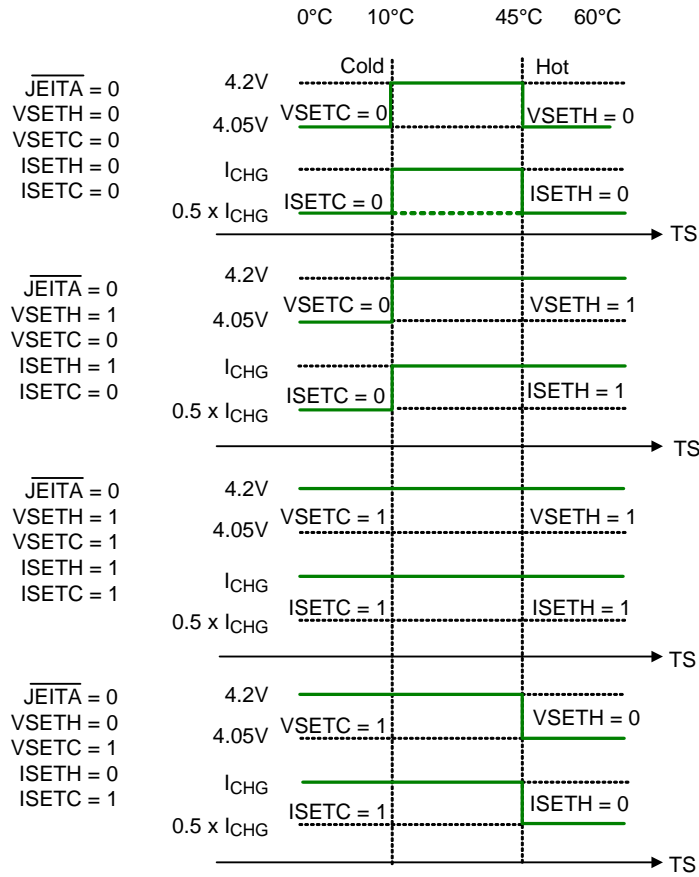 0°C 10°C 45°C 60°C
Cold Hot
JEITA = 0
VSETH = 0
VSETC = 0
ISETH = 0
ISETC = 0
4.2V
VSETC = 0 VSETH = 0
4.05V
ICHG
ISETC = 0 ISETH = 0
0.5 x ICHG
TS
JEITA = 0
VSETH = 1
VSETC = 0
ISETH = 1
ISETC = 0
4.2V
VSETC = 0 VSETH = 1
4.05V
ICHG
ISETC = 0 ISETH = 1
0.5 x ICHG
TS
JEITA = 0
VSETH = 1
VSETC = 1
ISETH = 1
ISETC = 1
4.2V
VSETC = 1 VSETH = 1
4.05V
ICHG
ISETC = 1 ISETH = 1
0.5 x ICHG
TS
JEITA = 0
VSETH = 0
VSETC = 1
ISETH = 0
ISETC = 1
4.2V
VSETC = 1 VSETH = 0
4.05V
ICHG
ISETC = 1 ISETH = 0
0.5 x ICHG
TS